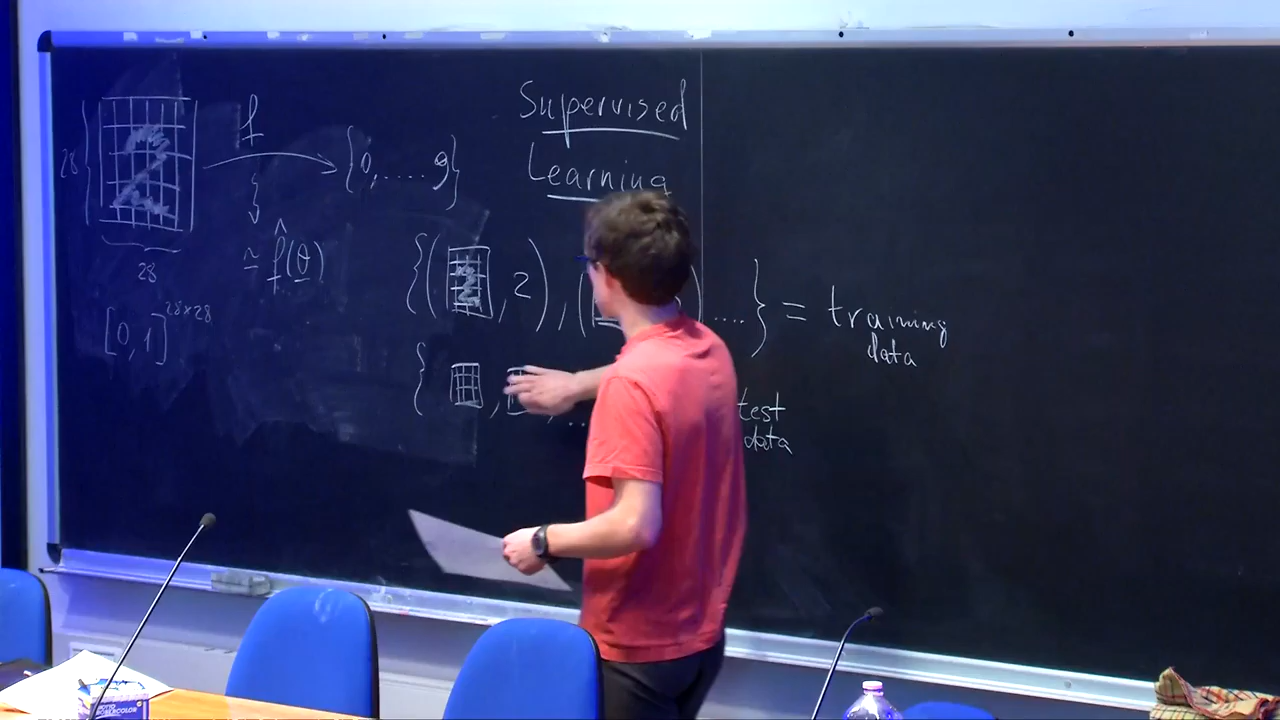 Supervised
Learning
28
f
{0, .... 9}
28
≃ f̂(θ)
[0,1]^28×28
{( , 2), ( ) .... } = training
data
{ , , ..
test
data